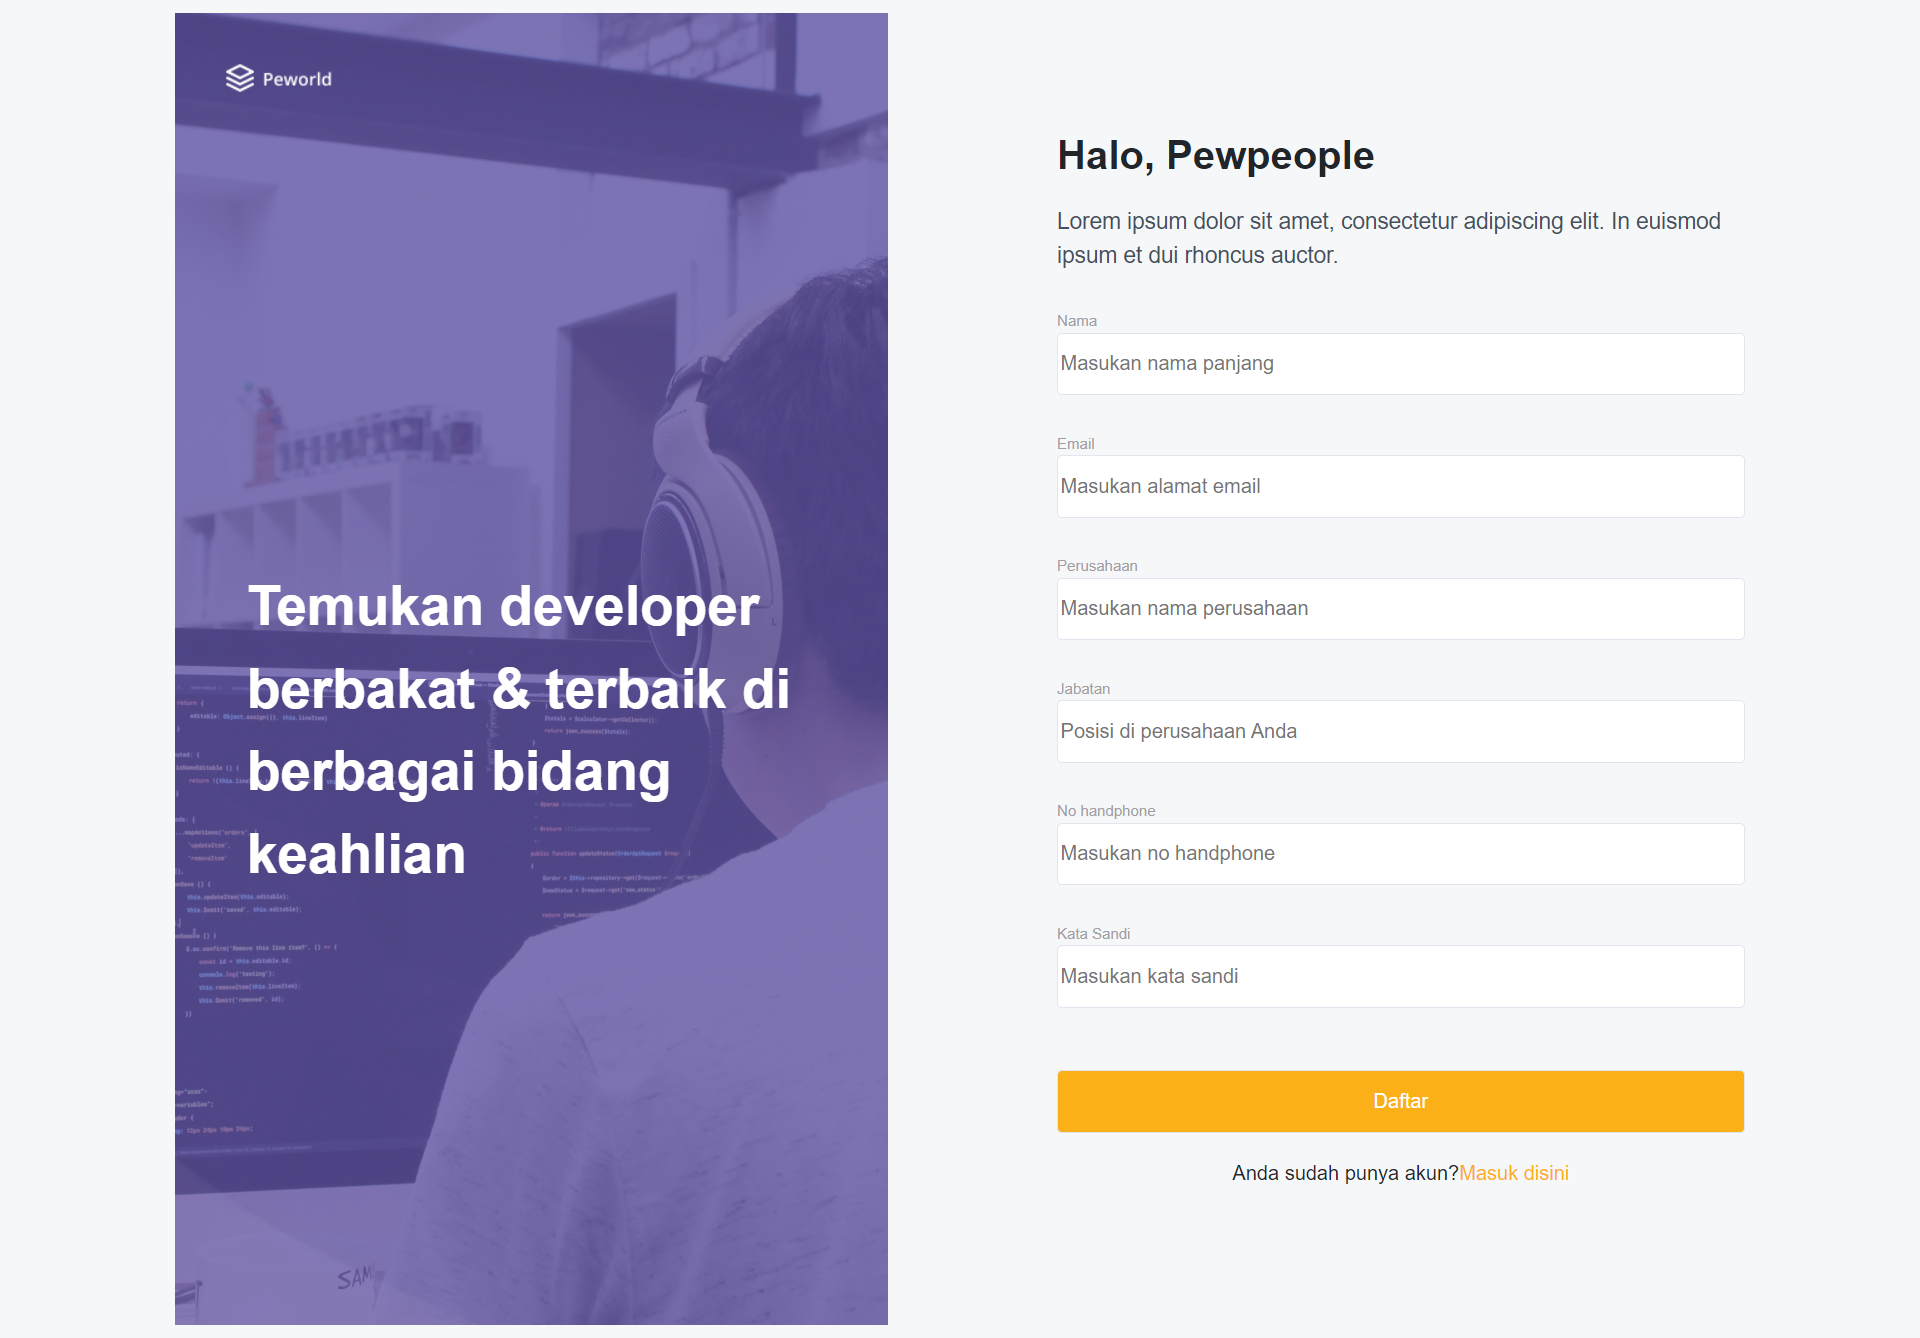 Peworld
Temukan developer
berbakat & terbaik di
berbagai bidang
keahlian
Halo, Pewpeople
Lorem ipsum dolor sit amet, consectetur adipiscing elit. In euismod
ipsum et dui rhoncus auctor.
Nama
Masukan nama panjang
Email
Masukan alamat email
Perusahaan
Masukan nama perusahaan
Jabatan
Posisi di perusahaan Anda
No handphone
Masukan no handphone
Kata Sandi
Masukan kata sandi
Daftar
Anda sudah punya akun?Masuk disini